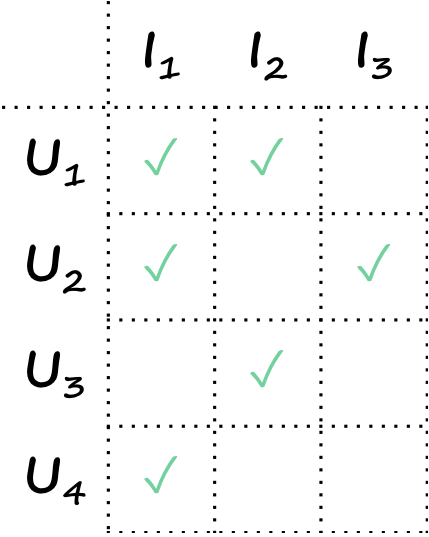 I₁ I₂ I₃
U₁ ✓ ✓
U₂ ✓ ✓
U₃ ✓
U₄ ✓